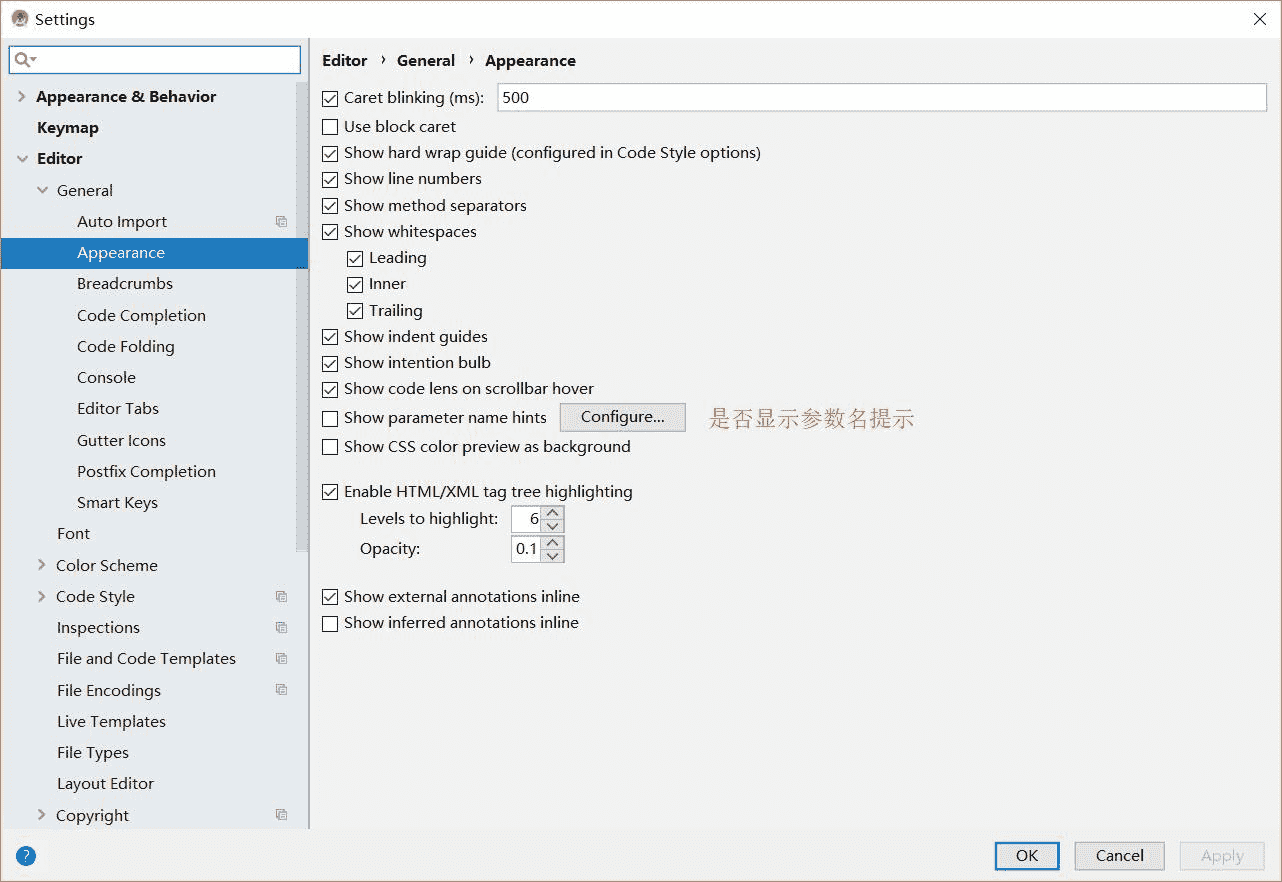 Settings
Appearance & Behavior
Keymap
Editor
General
Auto Import
Appearance
Breadcrumbs
Code Completion
Code Folding
Console
Editor Tabs
Gutter Icons
Postfix Completion
Smart Keys
Font
Color Scheme
Code Style
Inspections
File and Code Templates
File Encodings
Live Templates
File Types
Layout Editor
Copyright
Editor › General › Appearance
Caret blinking (ms): 500
Use block caret
Show hard wrap guide (configured in Code Style options)
Show line numbers
Show method separators
Show whitespaces
Leading
Inner
Trailing
Show indent guides
Show intention bulb
Show code lens on scrollbar hover
Show parameter name hints Configure... 是否显示参数名提示
Show CSS color preview as background
Enable HTML/XML tag tree highlighting
Levels to highlight: 6
Opacity: 0.1
Show external annotations inline
Show inferred annotations inline
? OK Cancel Apply